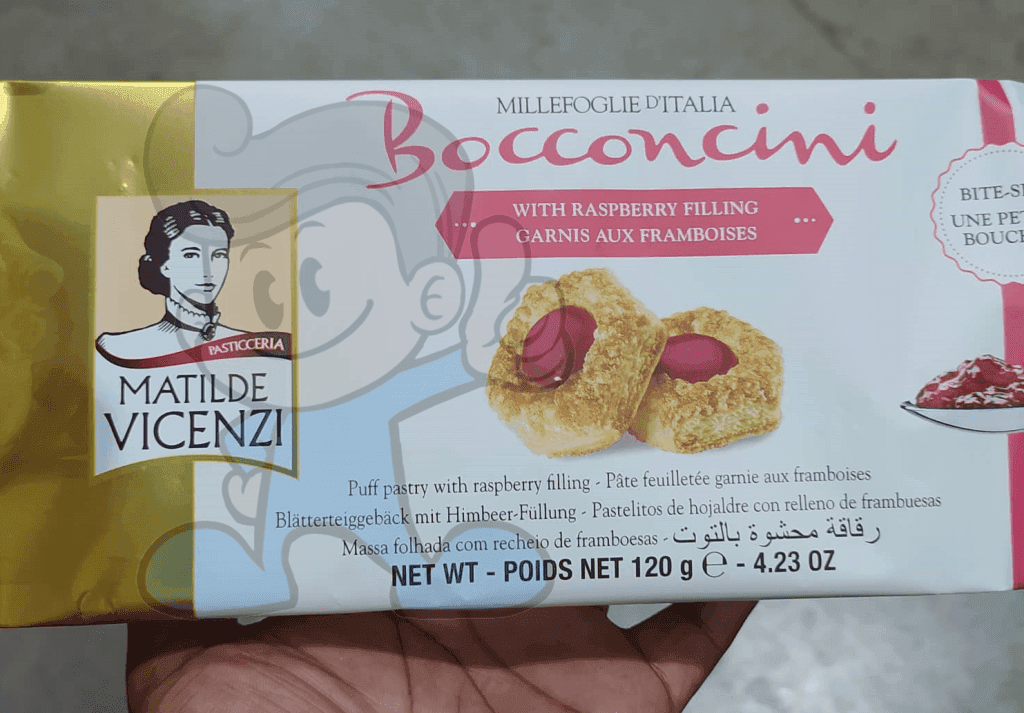 MILLEFOGLIE D'ITALIA
Bocconcini
WITH RASPBERRY FILLING
GARNIS AUX FRAMBOISES
BITE-SI
UNE PET
BOUCH
PASTICCERIA
MATILDE
VICENZI
Puff pastry with raspberry filling - Pâte feuilletée garnie aux framboises
Blätterteiggebäck mit Himbeer-Füllung - Pastelitos de hojaldre con relleno de frambuesas
Massa folhada com recheio de framboesas - رقاقة محشوة بالتوت
NET WT - POIDS NET 120 g ℮ - 4.23 OZ